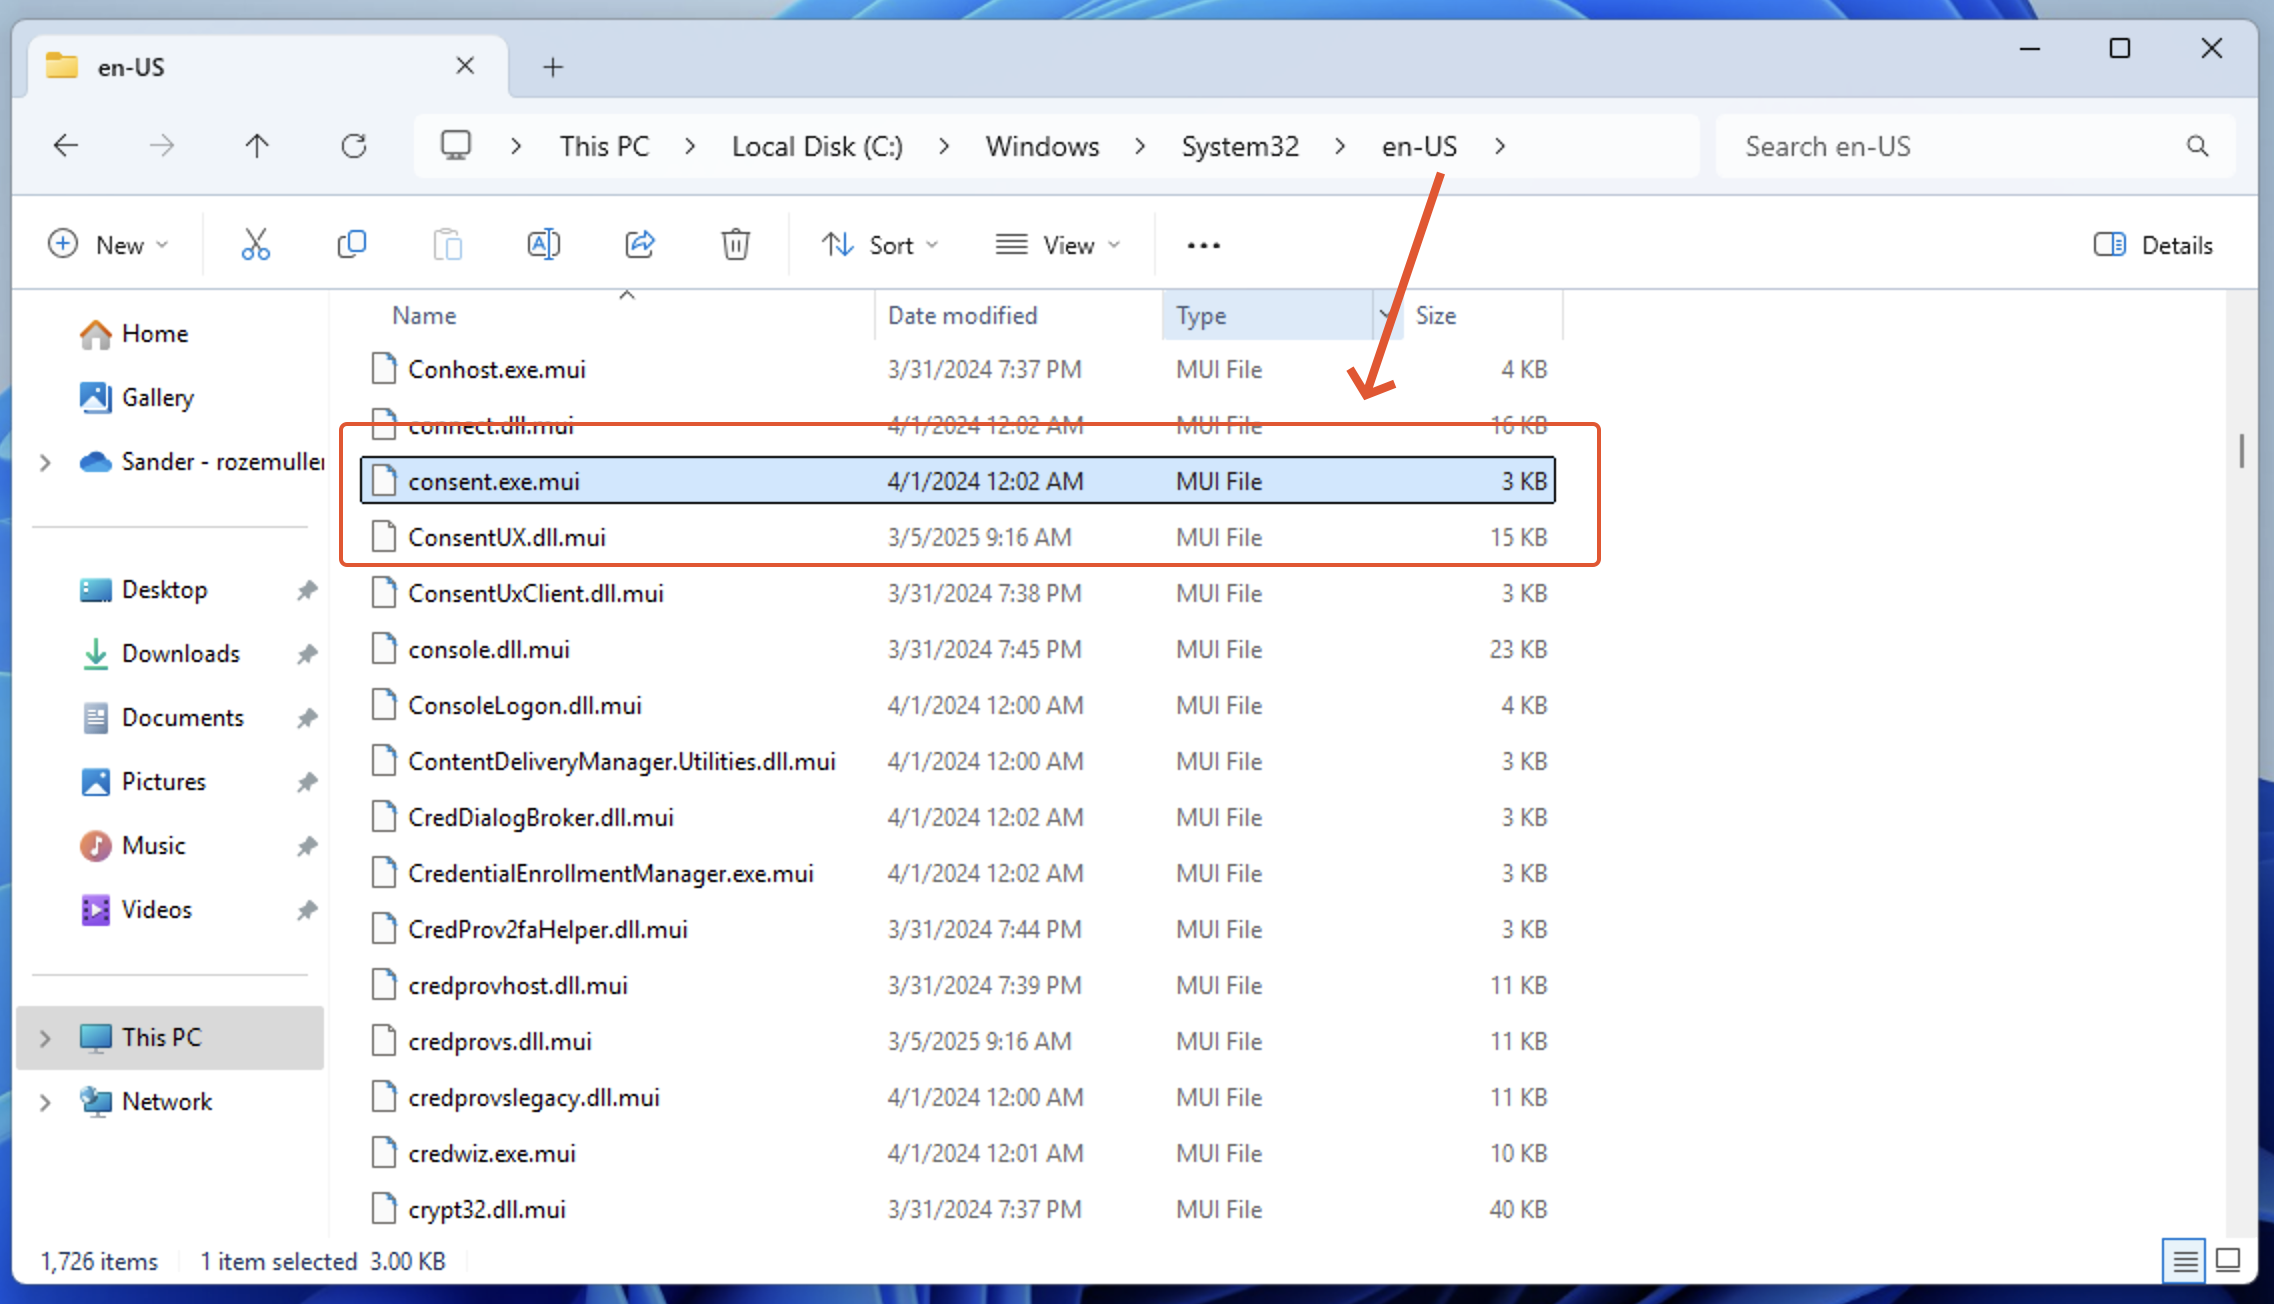 en-US
This PC
Local Disk (C:)
Windows
System32
en-US
Search en-US
New
Sort
View
Details
Name Date modified Type Size
Home
Gallery
Sander - rozemuller
Desktop
Downloads
Documents
Pictures
Music
Videos
This PC
Network
Conhost.exe.mui 3/31/2024 7:37 PM MUI File 4 KB
connect.dll.mui 4/1/2024 12:02 AM MUI File 16 KB
consent.exe.mui 4/1/2024 12:02 AM MUI File 3 KB
ConsentUX.dll.mui 3/5/2025 9:16 AM MUI File 15 KB
ConsentUxClient.dll.mui 3/31/2024 7:38 PM MUI File 3 KB
console.dll.mui 3/31/2024 7:45 PM MUI File 23 KB
ConsoleLogon.dll.mui 4/1/2024 12:00 AM MUI File 4 KB
ContentDeliveryManager.Utilities.dll.mui 4/1/2024 12:00 AM MUI File 3 KB
CredDialogBroker.dll.mui 4/1/2024 12:02 AM MUI File 3 KB
CredentialEnrollmentManager.exe.mui 4/1/2024 12:02 AM MUI File 3 KB
CredProv2faHelper.dll.mui 3/31/2024 7:44 PM MUI File 3 KB
credprovhost.dll.mui 3/31/2024 7:39 PM MUI File 11 KB
credprovs.dll.mui 3/5/2025 9:16 AM MUI File 11 KB
credprovslegacy.dll.mui 4/1/2024 12:00 AM MUI File 11 KB
credwiz.exe.mui 4/1/2024 12:01 AM MUI File 10 KB
crypt32.dll.mui 3/31/2024 7:37 PM MUI File 40 KB
1,726 items 1 item selected 3.00 KB